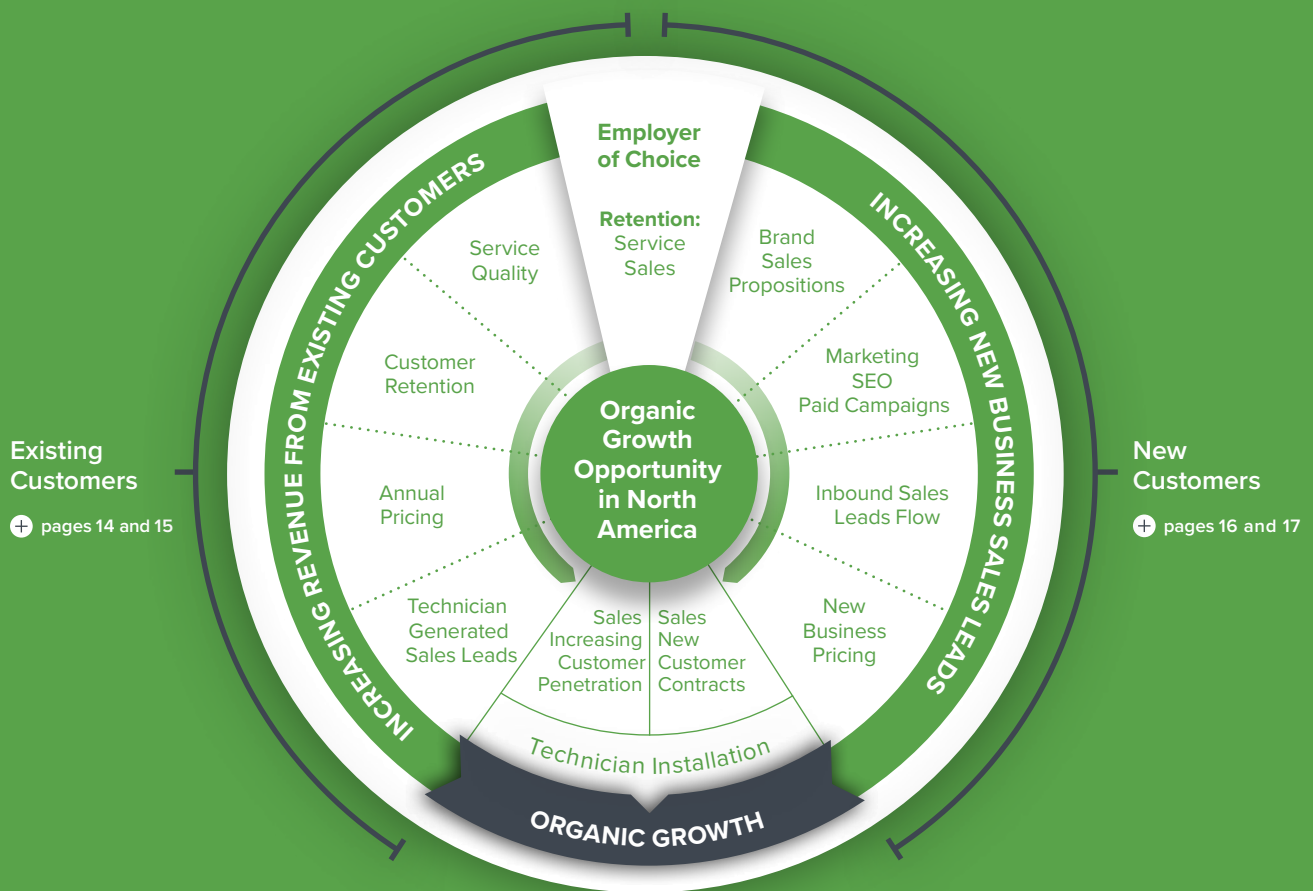 Employer
of Choice
Retention:
Service
Sales
INCREASING REVENUE FROM EXISTING CUSTOMERS
Service
Quality
Customer
Retention
Annual
Pricing
Technician
Generated
Sales Leads
Existing
Customers
+ pages 14 and 15
Organic
Growth
Opportunity
in North
America
INCREASING NEW BUSINESS SALES LEADS
Brand
Sales
Propositions
Marketing
SEO
Paid Campaigns
Inbound Sales
Leads Flow
New
Business
Pricing
New
Customers
+ pages 16 and 17
Sales
Increasing
Customer
Penetration
Sales
New
Customer
Contracts
Technician Installation
ORGANIC GROWTH